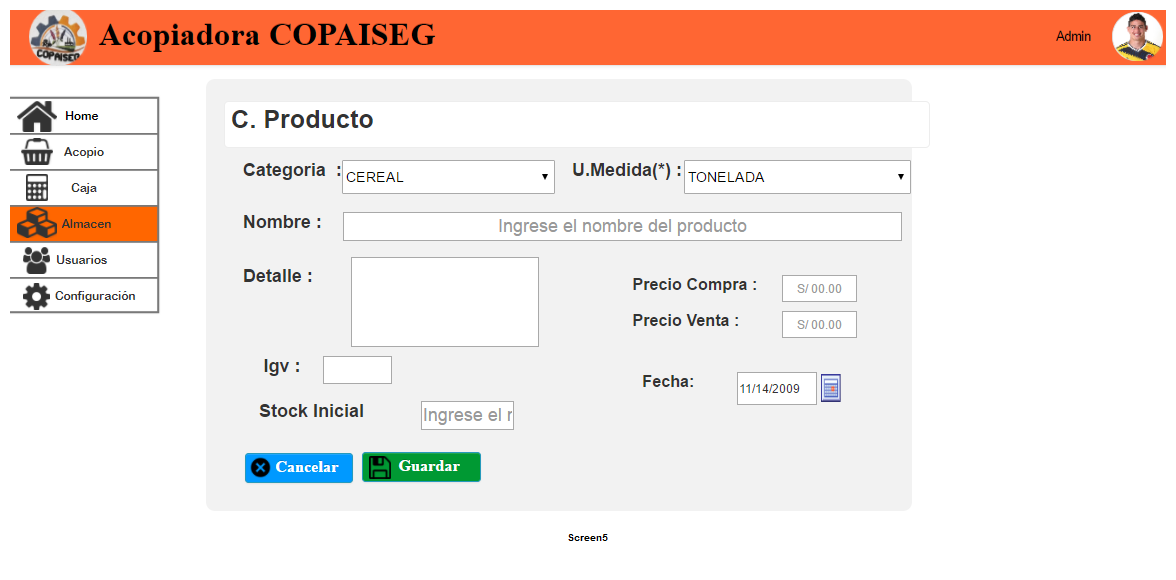 COPAISEG
Acopiadora COPAISEG
Admin
Home
Acopio
Caja
Almacen
Usuarios
Configuración
C. Producto
Categoria : CEREAL U.Medida(*) : TONELADA
Nombre : Ingrese el nombre del producto
Detalle :
Precio Compra : S/ 00.00
Precio Venta : S/ 00.00
Igv :
Fecha: 11/14/2009
Stock Inicial Ingrese el r
Cancelar Guardar
Screen5